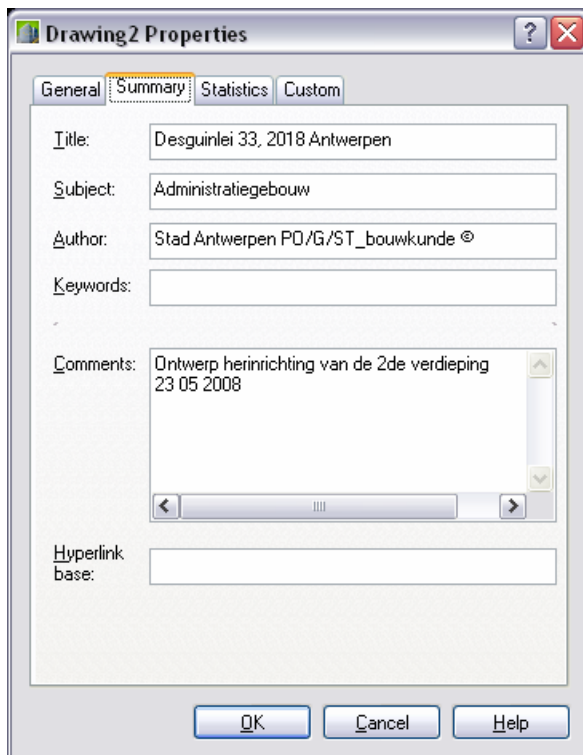 Drawing2 Properties
General Summary Statistics Custom
Title: Desguinlei 33, 2018 Antwerpen
Subject: Administratiegebouw
Author: Stad Antwerpen PO/G/ST_bouwkunde ©
Keywords:
Comments: Ontwerp herinrichting van de 2de verdieping
23 05 2008
Hyperlink
base:
OK Cancel Help